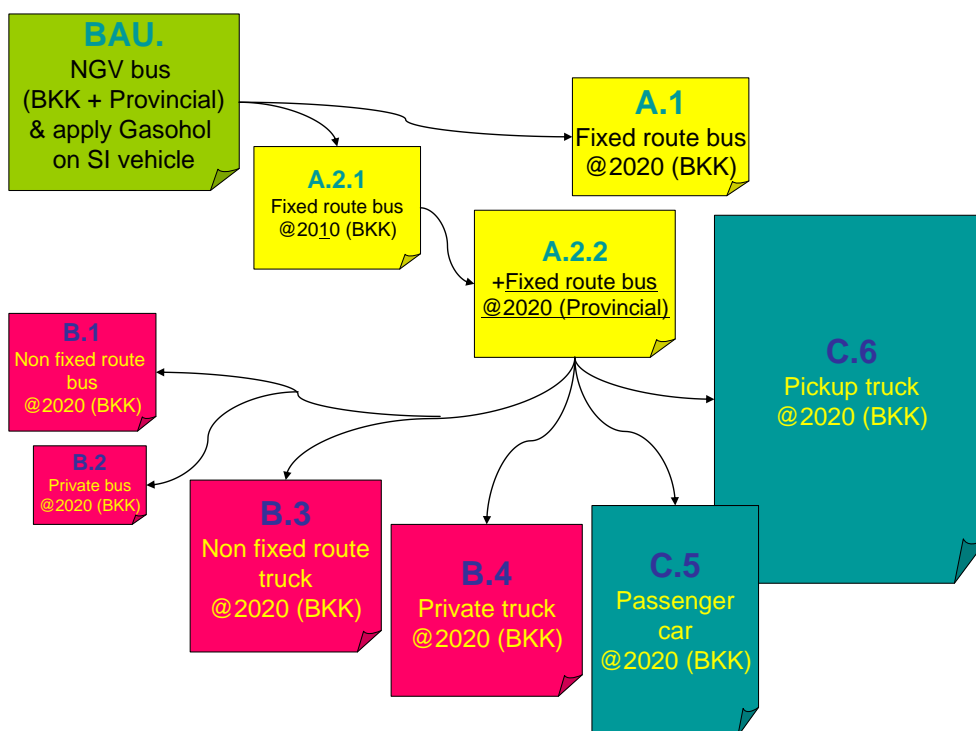 BAU.
NGV bus
(BKK + Provincial)
& apply Gasohol
on SI vehicle
A.1
Fixed route bus
@2020 (BKK)
A.2.1
Fixed route bus
@2010 (BKK)
A.2.2
+Fixed route bus
@2020 (Provincial)
B.1
Non fixed route
bus
@2020 (BKK)
B.2
Private bus
@2020 (BKK)
B.3
Non fixed route
truck
@2020 (BKK)
B.4
Private truck
@2020 (BKK)
C.5
Passenger
car
@2020 (BKK)
C.6
Pickup truck
@2020 (BKK)